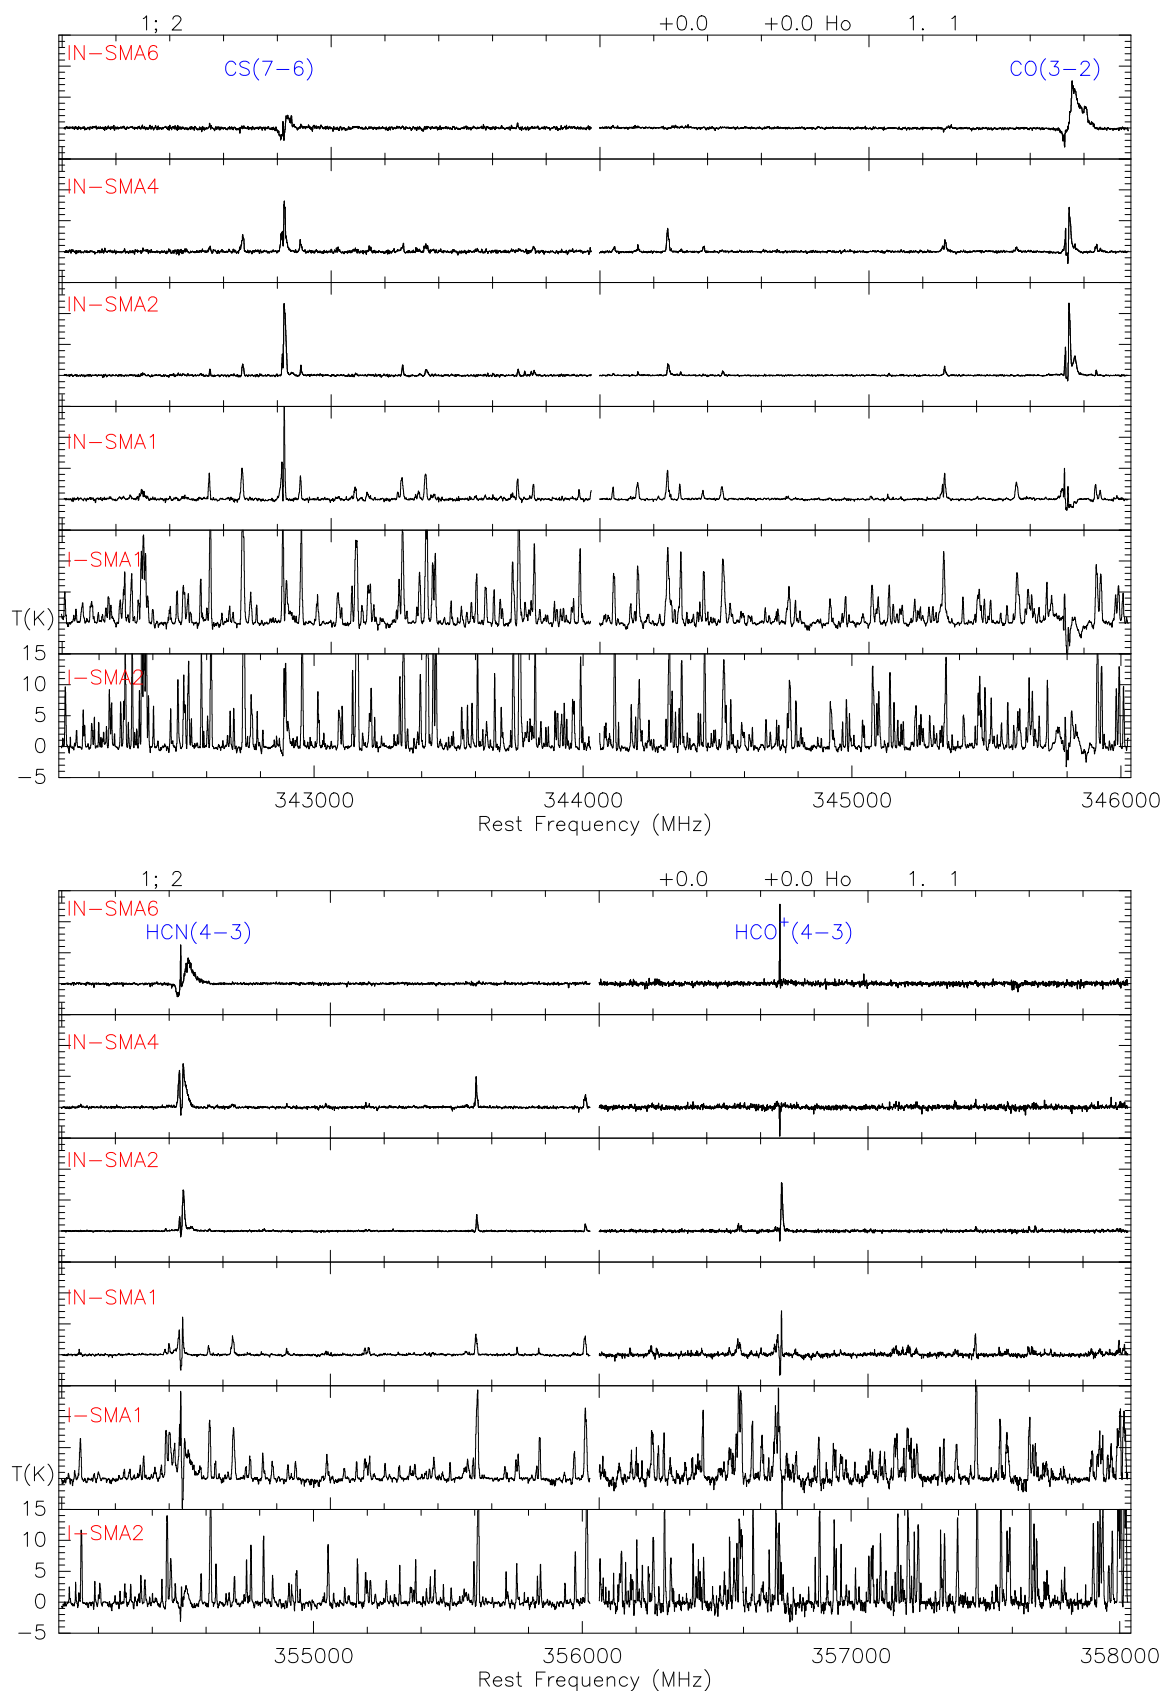 1; 2 +0.0 +0.0 Ho 1. 1
IN-SMA6
CS(7-6) CO(3-2)
IN-SMA4
IN-SMA2
IN-SMA1
I-SMA1
T(K)
15
I-SMA2
10
5
0
-5
343000 344000 345000 346000
Rest Frequency (MHz)
1; 2 +0.0 +0.0 Ho 1. 1
IN-SMA6
HCN(4-3) HCO+(4-3)
IN-SMA4
IN-SMA2
IN-SMA1
I-SMA1
T(K)
15
I-SMA2
10
5
0
-5
355000 356000 357000 358000
Rest Frequency (MHz)